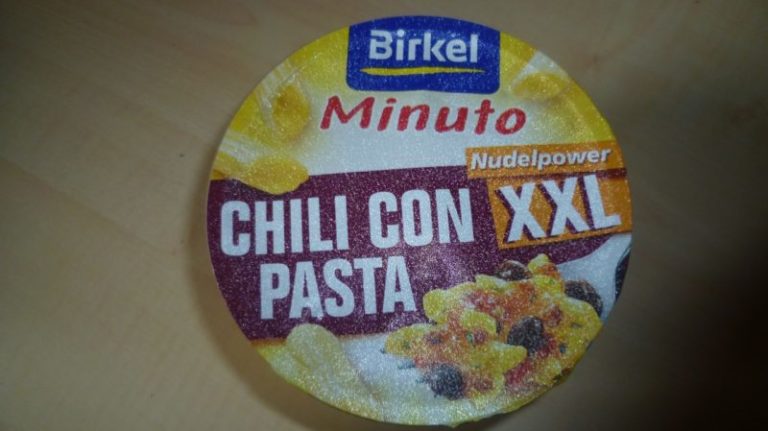 Birkel
Minuto
Nudelpower
XXL
CHILI CON
PASTA